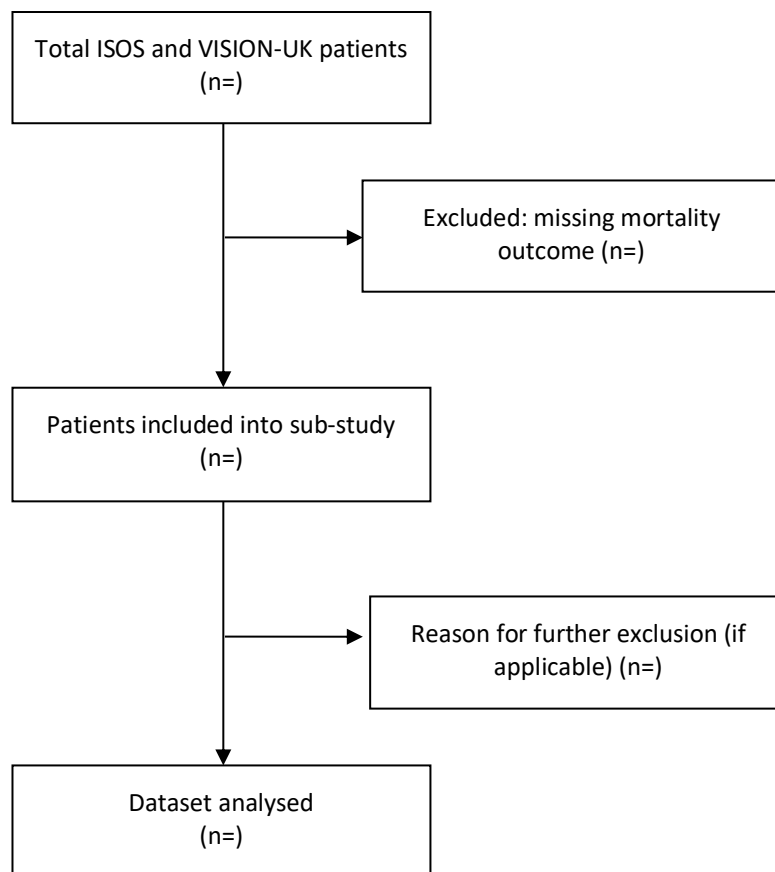 Total ISOS and VISION-UK patients
(n=)
Excluded: missing mortality
outcome (n=)
Patients included into sub-study
(n=)
Reason for further exclusion (if
applicable) (n=)
Dataset analysed
(n=)